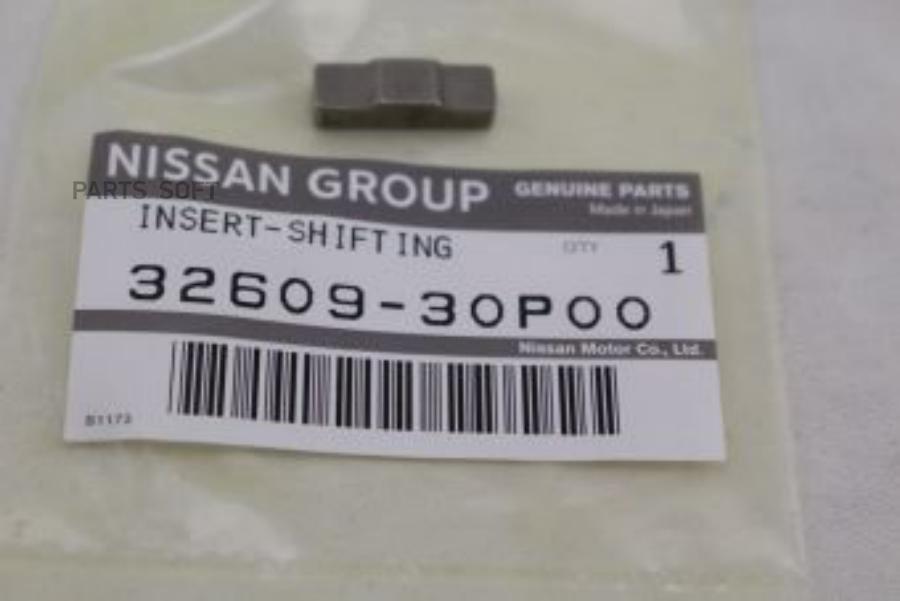 NISSAN GROUP GENUINE PARTS
Made in Japan
PARTS SOFT
INSERT-SHIFTING
QTY 1
32609-30P00
Nissan Motor Co., Ltd.
B1173